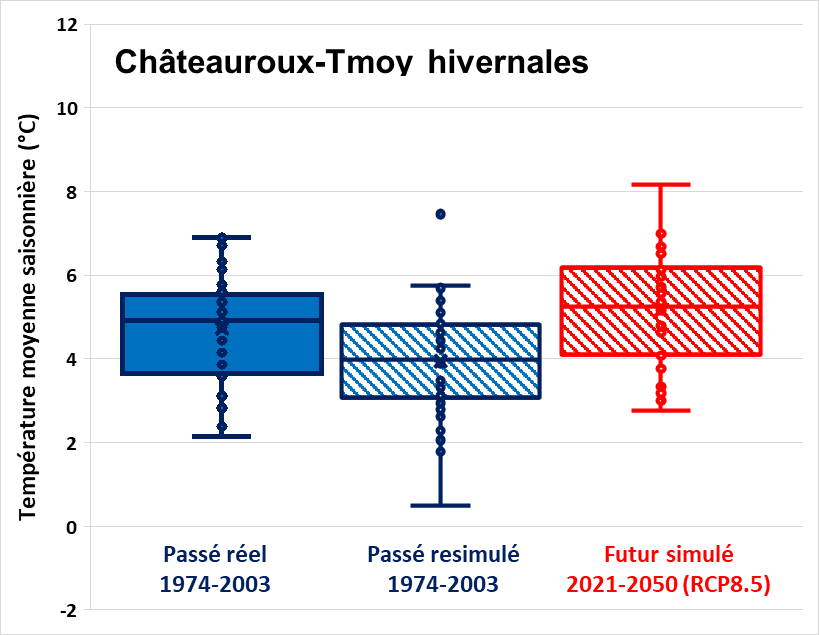 Châteauroux-Tmoy hivernales
Température moyenne saisonnière (°C)
12
10
8
6
4
2
0
-2
Passé réel
1974-2003
Passé resimulé
1974-2003
Futur simulé
2021-2050 (RCP8.5)